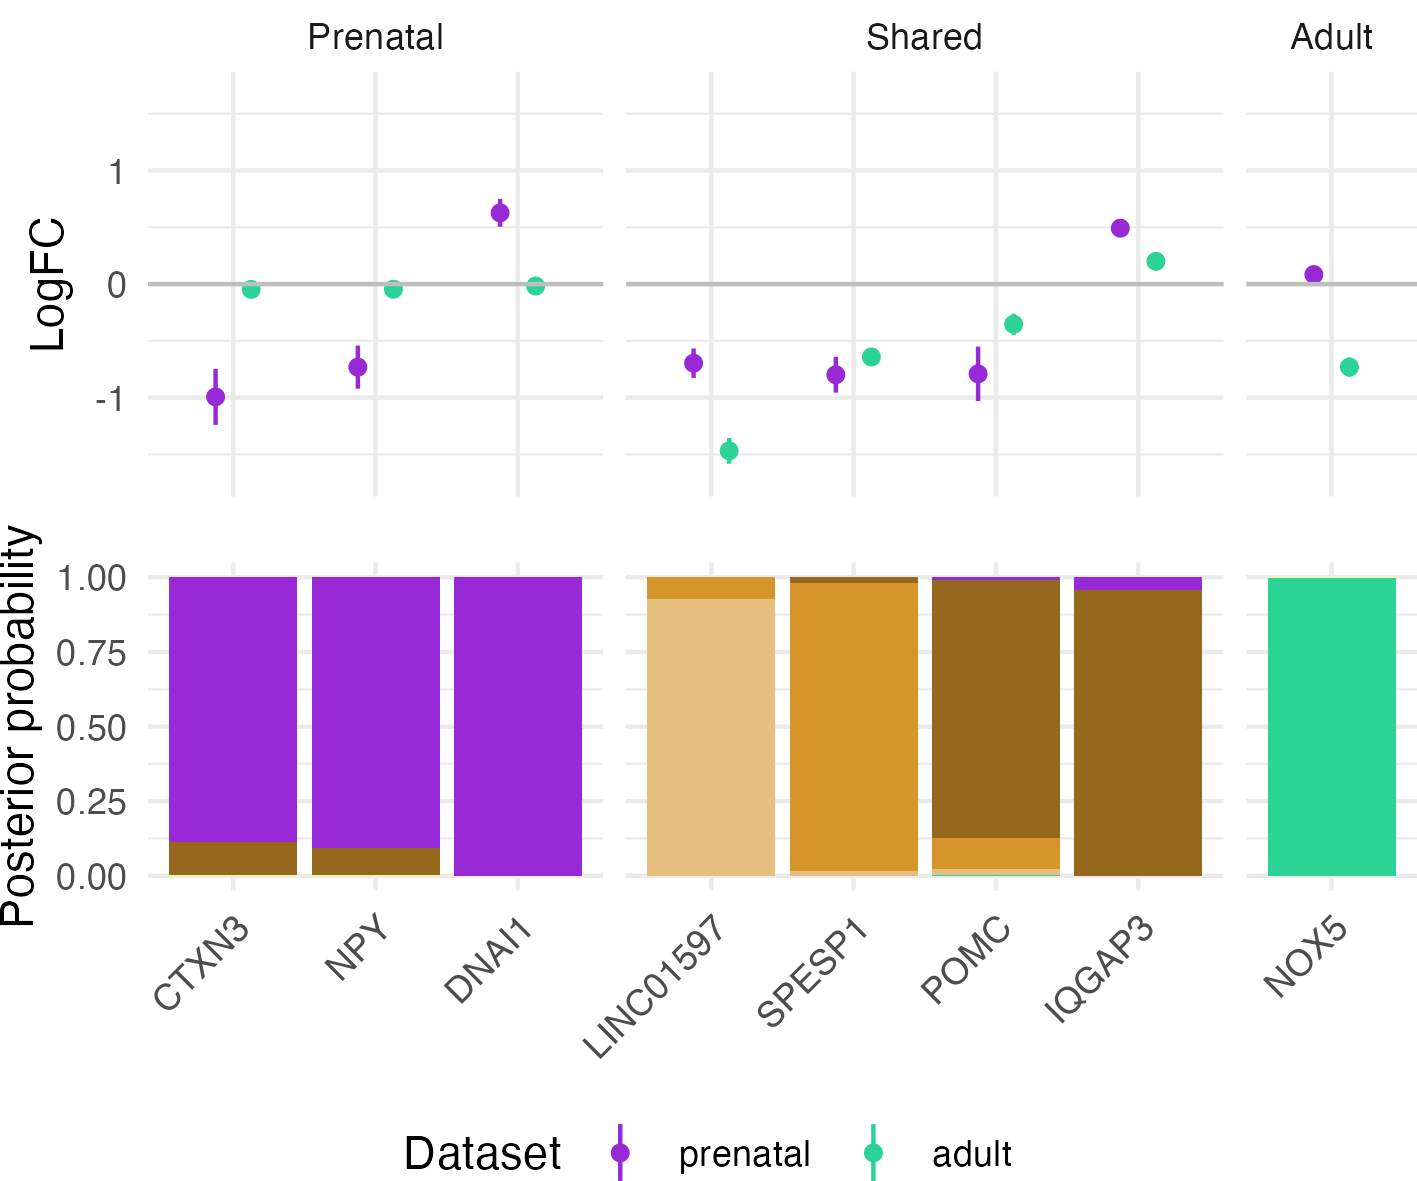 Prenatal Shared Adult
LogFC
1
0
-1
Posterior probability
1.00
0.75
0.50
0.25
0.00
CTXN3 NPY DNAI1 LINC01597 SPESP1 POMC IQGAP3 NOX5
Dataset prenatal adult